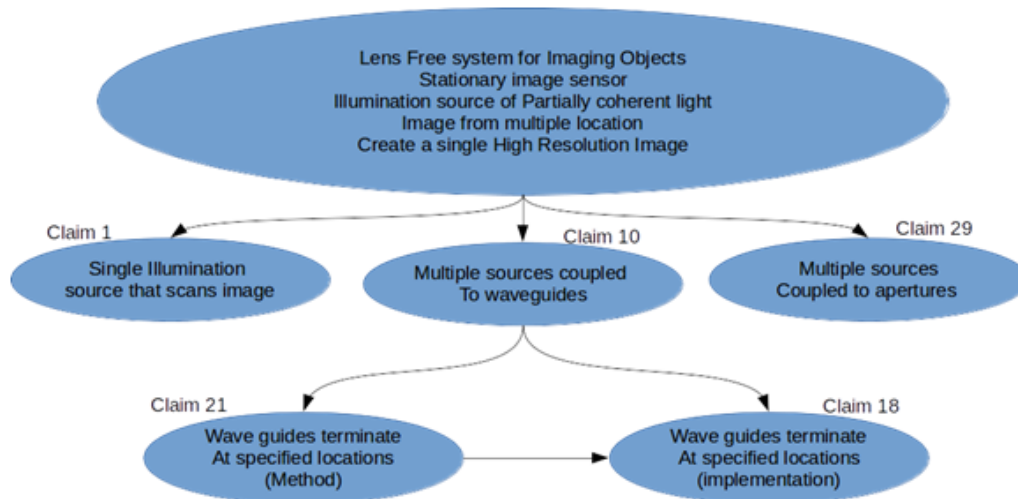 Lens Free system for Imaging Objects
Stationary image sensor
Illumination source of Partially coherent light
Image from multiple location
Create a single High Resolution Image
Claim 1
Single Illumination
source that scans image
Claim 10
Multiple sources coupled
To waveguides
Claim 29
Multiple sources
Coupled to apertures
Claim 21
Wave guides terminate
At specified locations
(Method)
Claim 18
Wave guides terminate
At specified locations
(implementation)